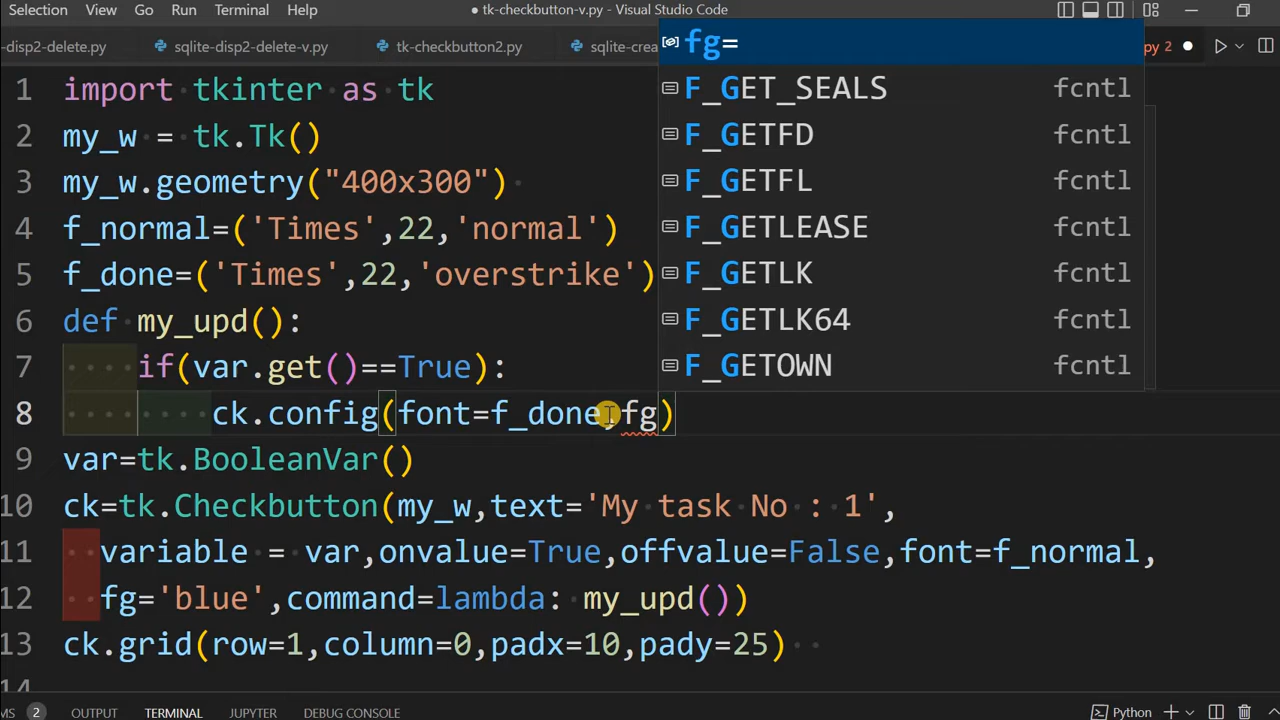 Selection View Go Run Terminal Help tk-checkbutton-v.py - Visual Studio Code
-disp2-delete.py sqlite-disp2-delete-v.py tk-checkbutton2.py sqlite-crea py 2
fg=
F_GET_SEALS fcntl
F_GETFD fcntl
F_GETFL fcntl
F_GETLEASE fcntl
F_GETLK fcntl
F_GETLK64 fcntl
F_GETOWN fcntl
1 import tkinter as tk
2 my_w = tk.Tk()
3 my_w.geometry("400x300")
4 f_normal=('Times',22,'normal')
5 f_done=('Times',22,'overstrike')
6 def my_upd():
7 if(var.get()==True):
8 ck.config(font=f_done,fg)
9 var=tk.BooleanVar()
10 ck=tk.Checkbutton(my_w,text='My task No : 1',
11 variable = var,onvalue=True,offvalue=False,font=f_normal,
12 fg='blue',command=lambda: my_upd())
13 ck.grid(row=1,column=0,padx=10,pady=25)
14
MS 2 OUTPUT TERMINAL JUPYTER DEBUG CONSOLE Python